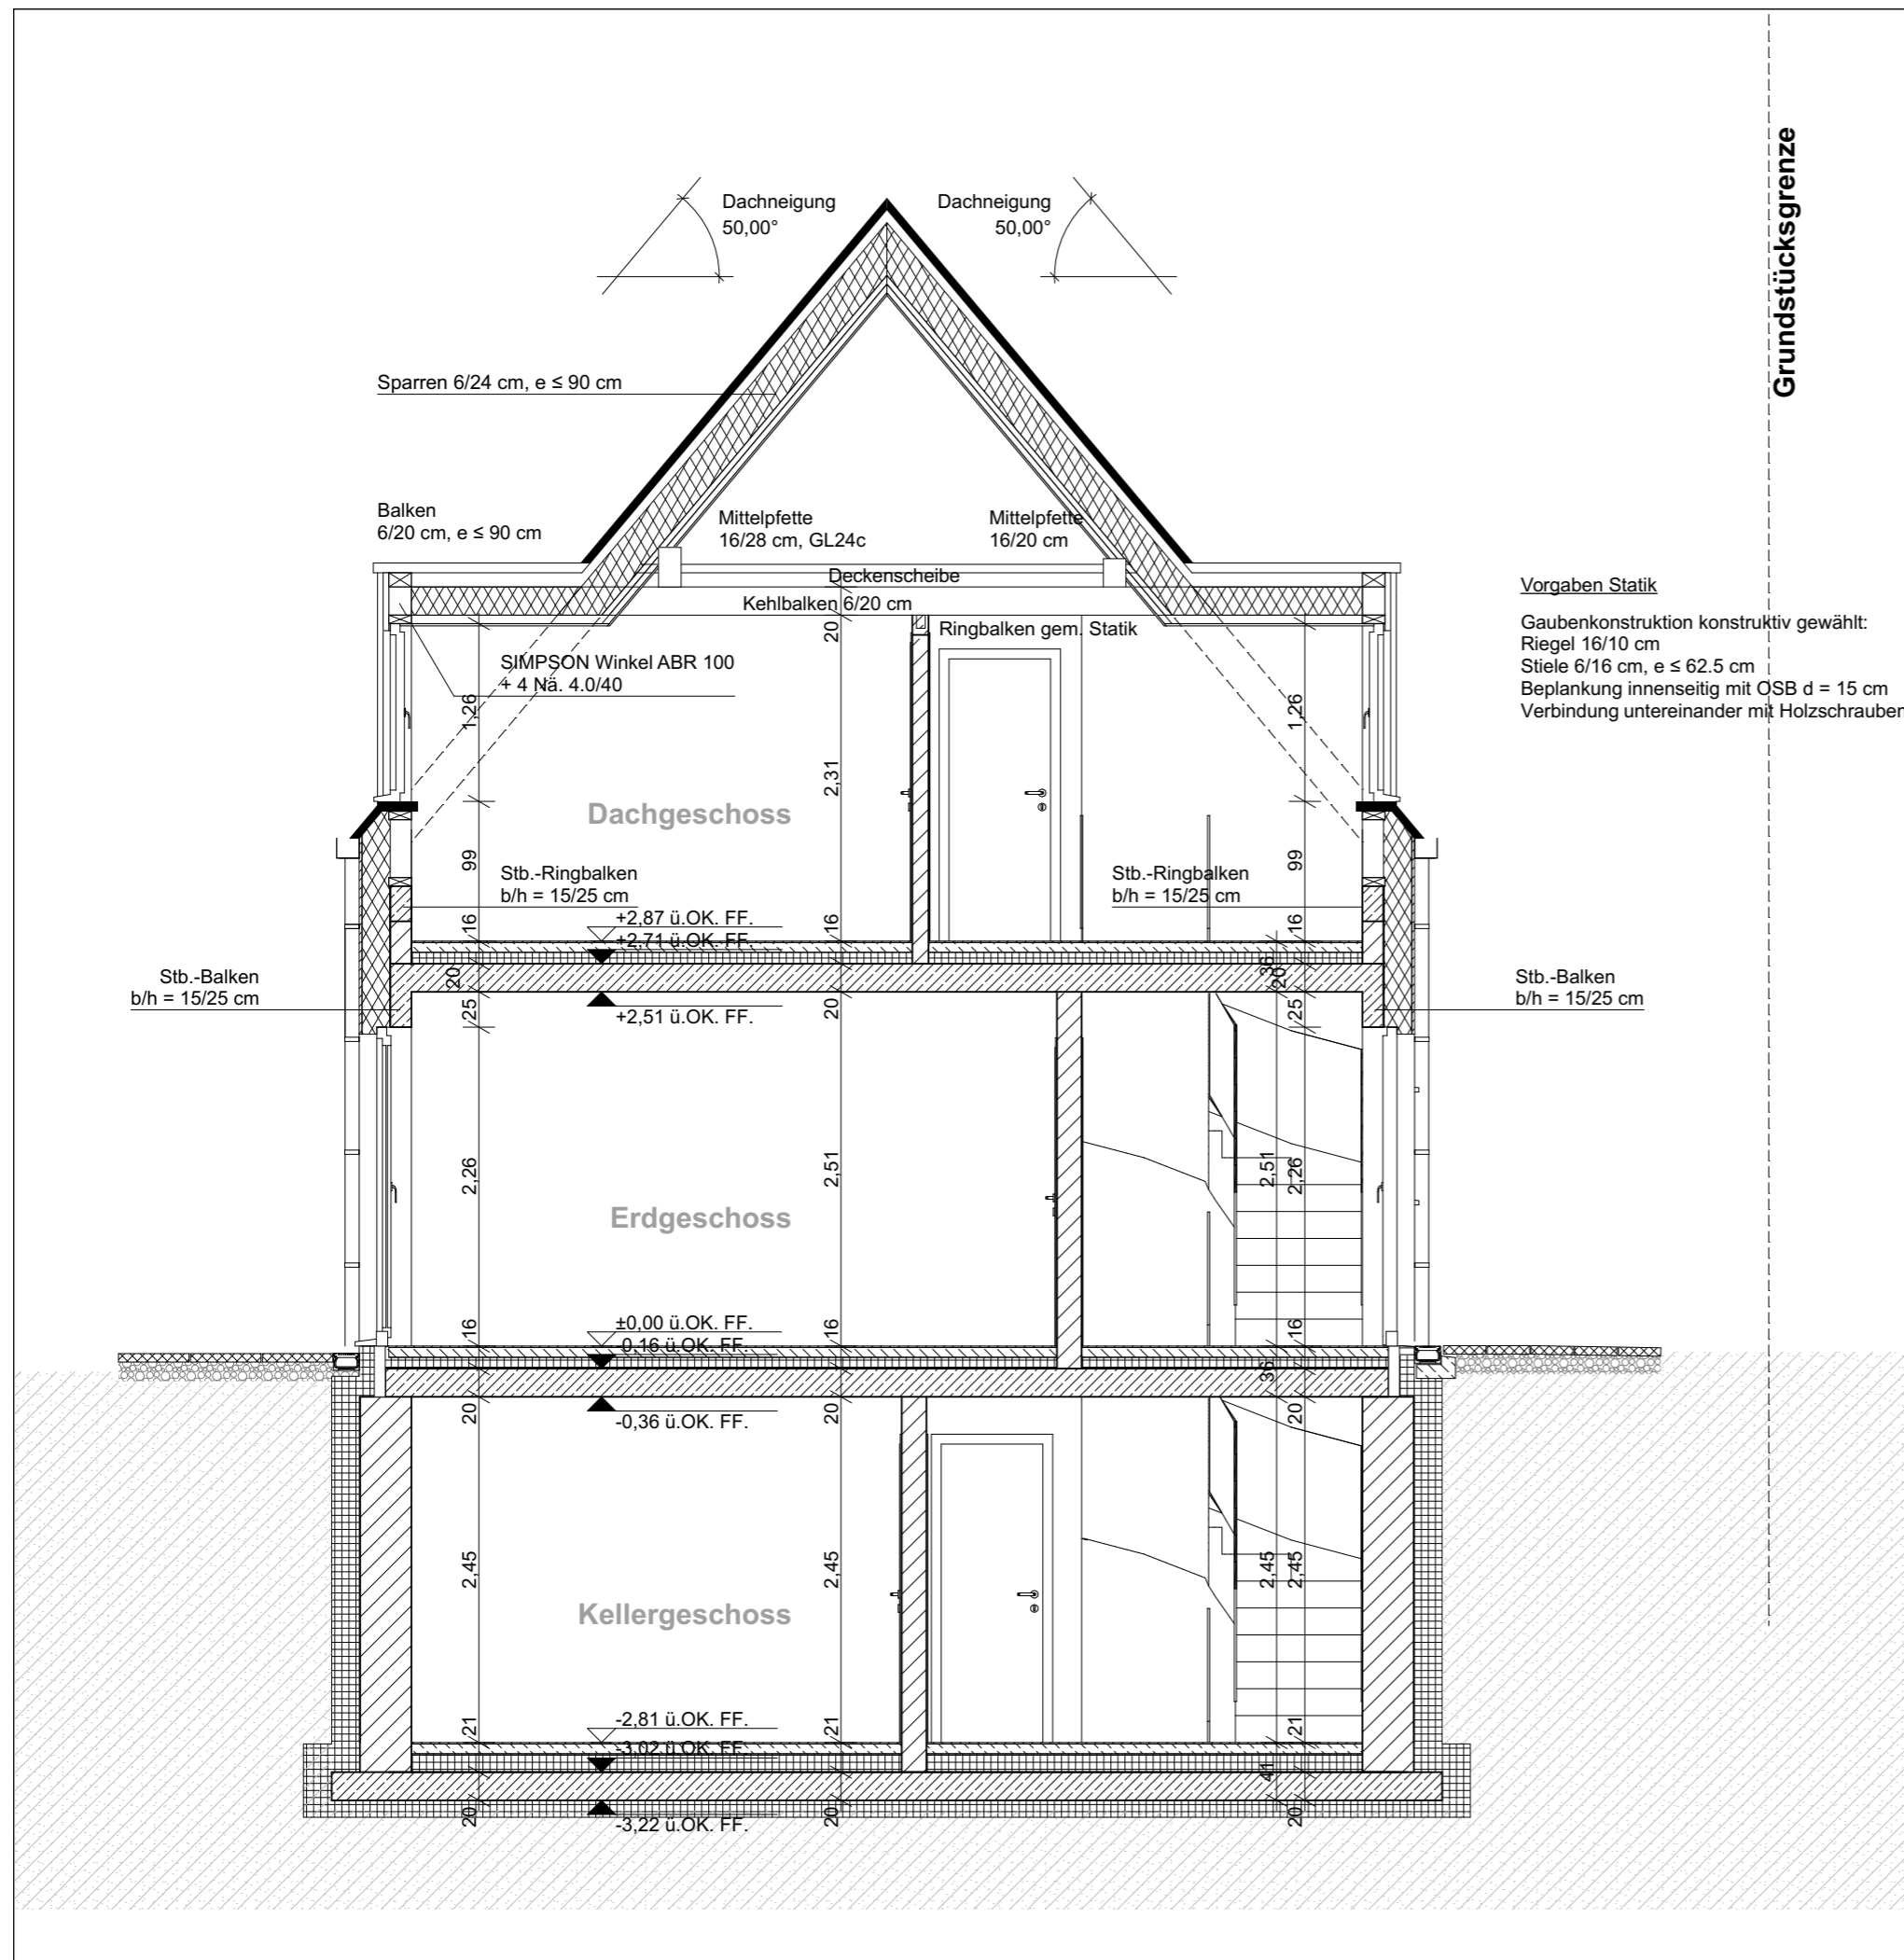 Grundstücksgrenze
Dachneigung
50,00°
Dachneigung
50,00°
Sparren 6/24 cm, e ≤ 90 cm
Balken
6/20 cm, e ≤ 90 cm
Mittelpfette
16/28 cm, GL24c
Mittelpfette
16/20 cm
Deckenscheibe
Kehlbalken 6/20 cm
Ringbalken gem. Statik
Vorgaben Statik
Gaubenkonstruktion konstruktiv gewählt:
Riegel 16/10 cm
Stiele 6/16 cm, e ≤ 62.5 cm
Beplankung innenseitig mit OSB d = 15 cm
Verbindung untereinander mit Holzschrauben
SIMPSON Winkel ABR 100
+ 4 Nä. 4.0/40
20
1,26
2,31
1,26
Dachgeschoss
99
99
Stb.-Ringbalken
b/h = 15/25 cm
Stb.-Ringbalken
b/h = 15/25 cm
+2,87 ü.OK. FF.
+2,71 ü.OK. FF.
16
16
16
36
Stb.-Balken
b/h = 15/25 cm
Stb.-Balken
b/h = 15/25 cm
20
20
25
20
25
+2,51 ü.OK. FF.
2,26
2,51
2,51
2,26
Erdgeschoss
±0,00 ü.OK. FF.
-0,16 ü.OK. FF.
16
16
16
36
20
20
20
-0,36 ü.OK. FF.
2,45
2,45
2,45
2,45
Kellergeschoss
-2,81 ü.OK. FF.
-3,02 ü.OK. FF.
21
21
21
41
20
20
20
-3,22 ü.OK. FF.